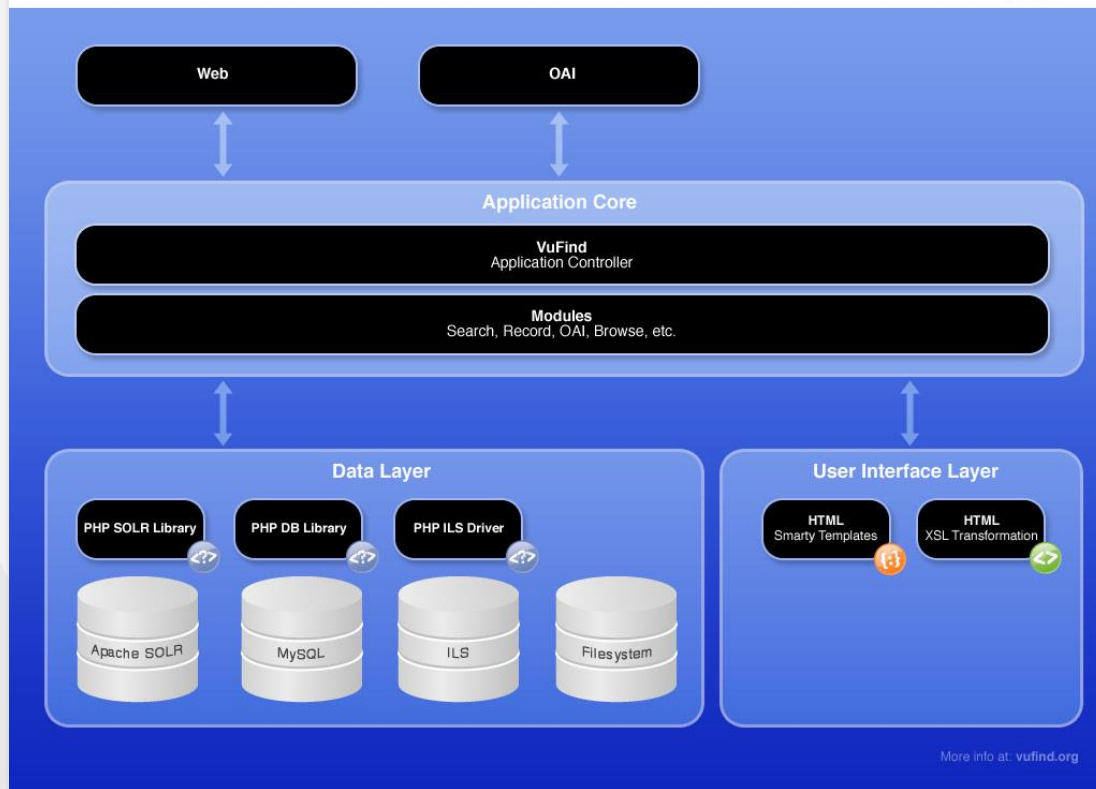 Web
OAI
Application Core
VuFind
Application Controller
Modules
Search, Record, OAI, Browse, etc.
Data Layer
PHP SOLR Library
<?>
PHP DB Library
<?>
PHP ILS Driver
<?>
Apache SOLR
MySQL
ILS
Filesystem
User Interface Layer
HTML
Smarty Templates
{:}
HTML
XSL Transformation
<>
More info at: vufind.org